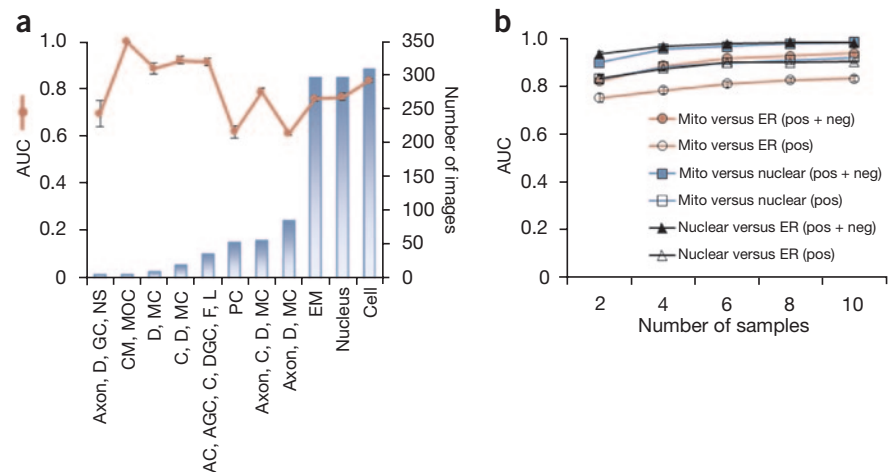 a
1.0
0.8
0.6
0.4
0.2
0
AUC
350
300
250
200
150
100
50
0
Number of images
Axon, D, GC, NS
CM, MOC
D, MC
C, D, MC
AC, AGC, C, DGC, F, L
PC
Axon, C, D, MC
Axon, D, MC
EM
Nucleus
Cell
b
1.0
0.8
0.6
0.4
0.2
0
AUC
Mito versus ER (pos + neg)
Mito versus ER (pos)
Mito versus nuclear (pos + neg)
Mito versus nuclear (pos)
Nuclear versus ER (pos + neg)
Nuclear versus ER (pos)
2 4 6 8 10
Number of samples